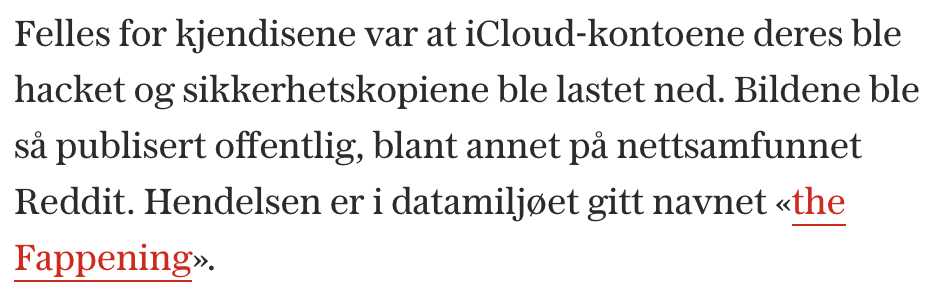 Felles for kjendisene var at iCloud-kontoene deres ble
hacket og sikkerhetskopiene ble lastet ned. Bildene ble
så publisert offentlig, blant annet på nettsamfunnet
Reddit. Hendelsen er i datamiljøet gitt navnet «the
Fappening».